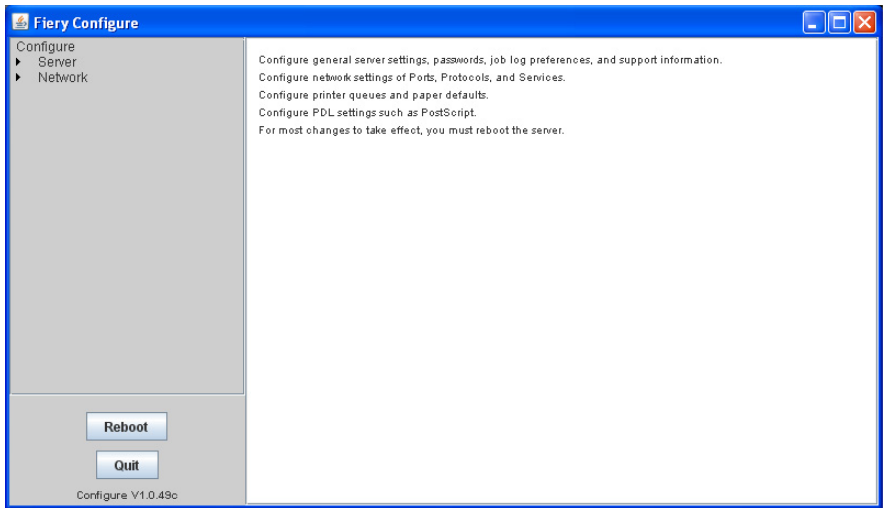 Fiery Configure
Configure
Server
Network
Configure general server settings, passwords, job log preferences, and support information.
Configure network settings of Ports, Protocols, and Services.
Configure printer queues and paper defaults.
Configure PDL settings such as PostScript.
For most changes to take effect, you must reboot the server.
Reboot
Quit
Configure V1.0.49c